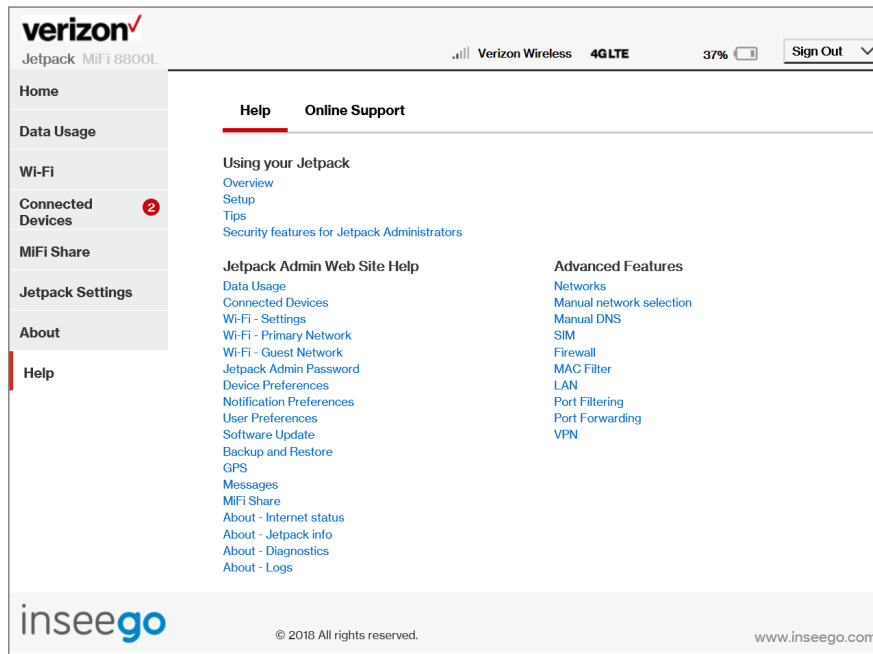 verizon
Jetpack MiFi 8800L
Verizon Wireless 4G LTE 37% Sign Out
Home
Data Usage
Wi-Fi
Connected
Devices
2
MiFi Share
Jetpack Settings
About
Help
Help Online Support
Using your Jetpack
Overview
Setup
Tips
Security features for Jetpack Administrators
Jetpack Admin Web Site Help
Data Usage
Connected Devices
Wi-Fi - Settings
Wi-Fi - Primary Network
Wi-Fi - Guest Network
Jetpack Admin Password
Device Preferences
Notification Preferences
User Preferences
Software Update
Backup and Restore
GPS
Messages
MiFi Share
About - Internet status
About - Jetpack info
About - Diagnostics
About - Logs
Advanced Features
Networks
Manual network selection
Manual DNS
SIM
Firewall
MAC Filter
LAN
Port Filtering
Port Forwarding
VPN
inseego
© 2018 All rights reserved.
www.inseego.com